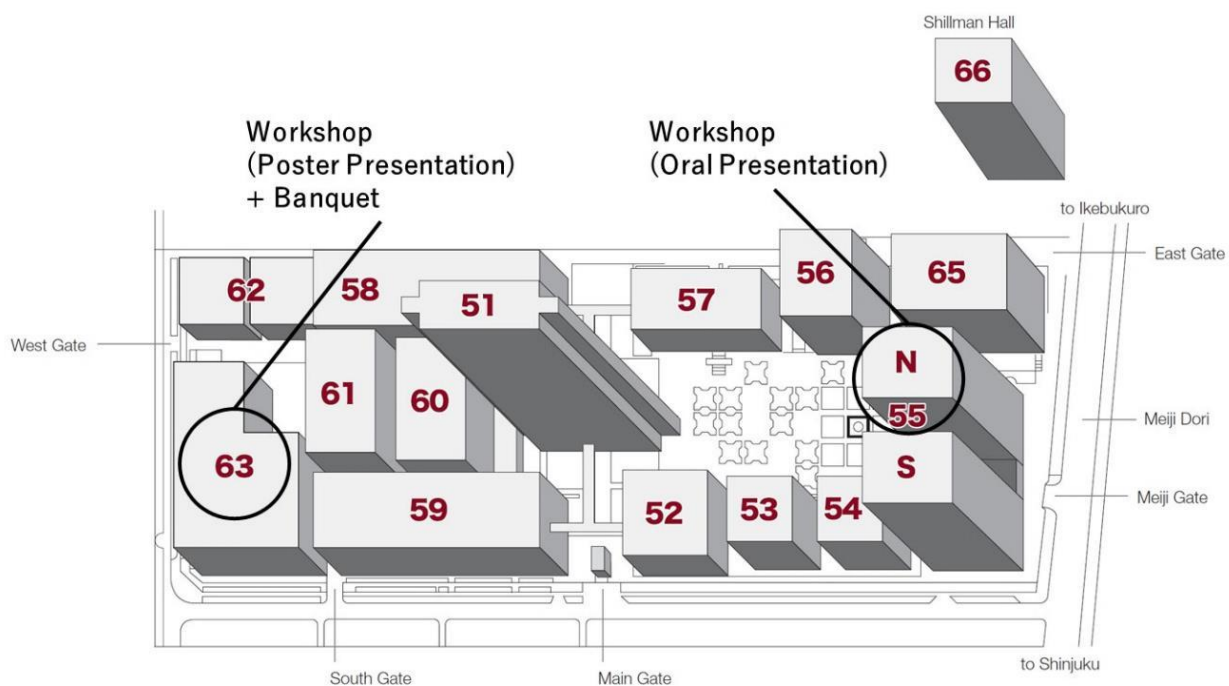 Shillman Hall
66
Workshop
(Poster Presentation)
+ Banquet
Workshop
(Oral Presentation)
to Ikebukuro
East Gate
62
58
51
57
56
65
West Gate
61
60
N
55
Meiji Dori
63
59
52
53
54
S
Meiji Gate
to Shinjuku
South Gate
Main Gate